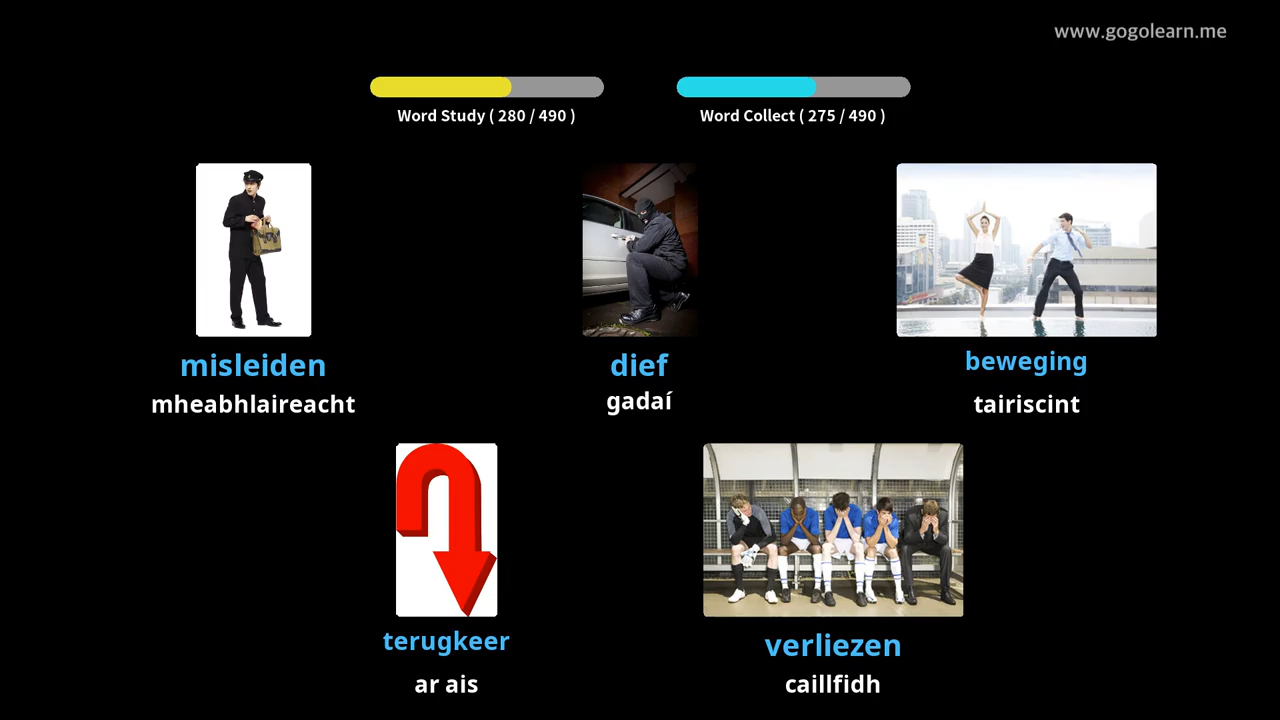 www.gogolearn.me
Word Study ( 280 / 490 )
Word Collect ( 275 / 490 )
misleiden
mheabhlaireacht
dief
gadaí
beweging
tairiscint
terugkeer
ar ais
verliezen
caillfidh